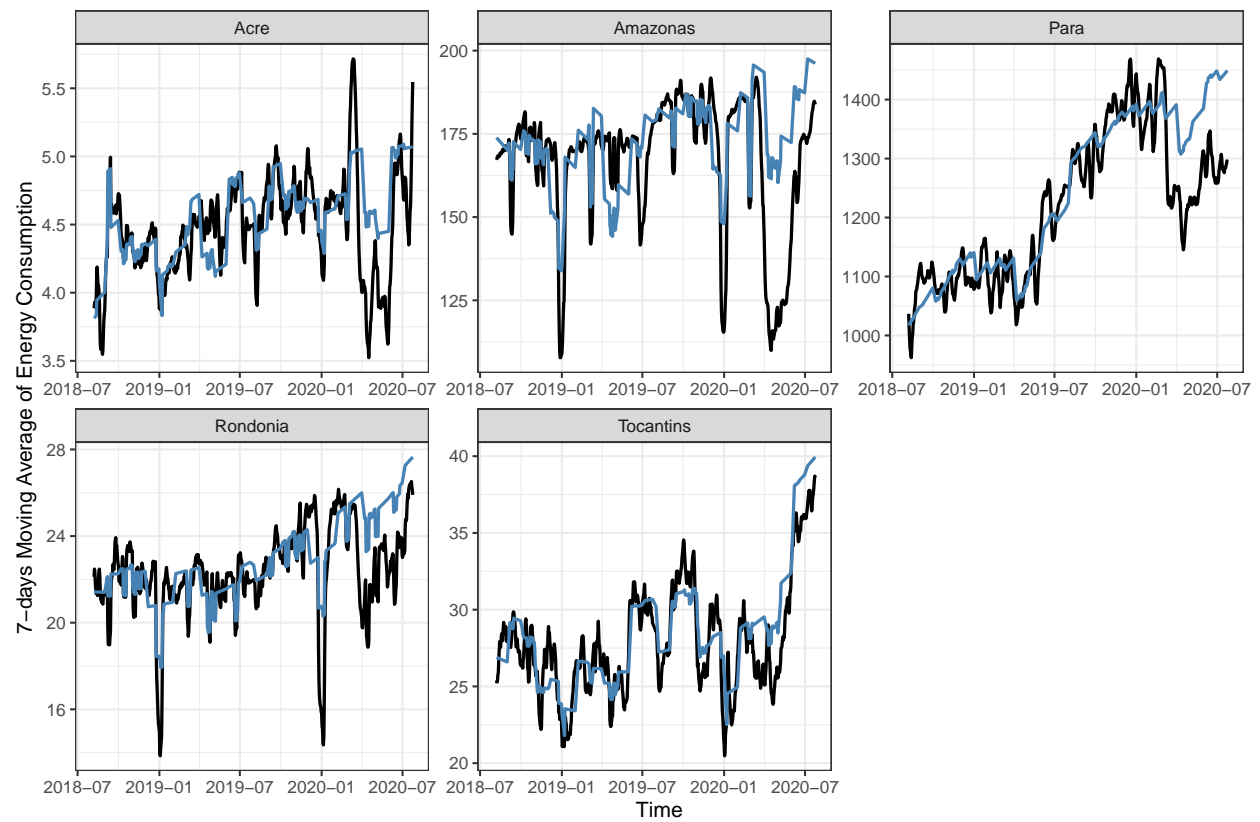 Acre
Amazonas
Para
5.5
5.0
4.5
4.0
3.5
200
175
150
125
1400
1300
1200
1100
1000
2018−07 2019−01 2019−07 2020−01 2020−07
2018−07 2019−01 2019−07 2020−01 2020−07
2018−07 2019−01 2019−07 2020−01 2020−07
Rondonia
Tocantins
28
24
20
16
40
35
30
25
20
2018−07 2019−01 2019−07 2020−01 2020−07
2018−07 2019−01 2019−07 2020−01 2020−07
7−days Moving Average of Energy Consumption
Time